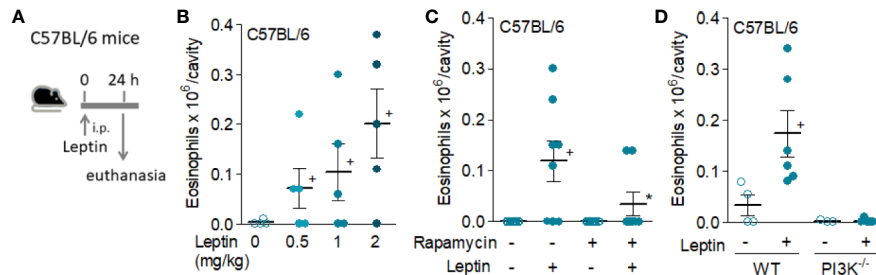 A
C57BL/6 mice
0 24 h
i.p.
Leptin
euthanasia
B
C57BL/6
Eosinophils x 10^6/cavity
0.4
0.3
0.2
0.1
0.0
+ + +
Leptin 0 0.5 1 2
(mg/kg)
C
C57BL/6
Eosinophils x 10^6/cavity
0.4
0.3
0.2
0.1
0.0
+
*
Rapamycin - - + +
Leptin - + - +
D
C57BL/6
Eosinophils x 10^6/cavity
0.4
0.3
0.2
0.1
0.0
+
Leptin - + - +
WT PI3K-/-